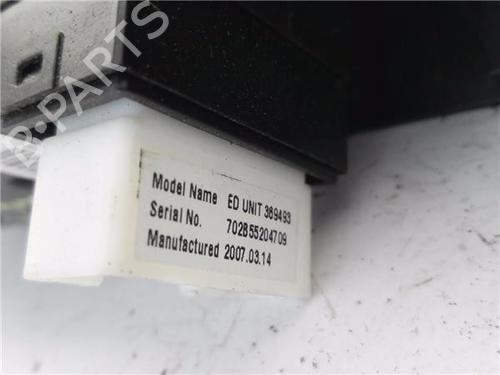 B-PARTS
Model Name ED UNIT 369493
Serial No. 702855204709
Manufactured 2007.03.14